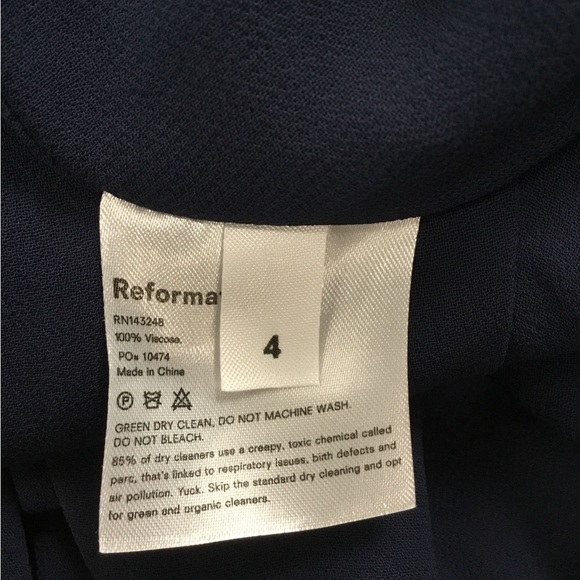 Reforma
4
RN143248
100% Viscose.
PO# 10474
Made in China
P
GREEN DRY CLEAN, DO NOT MACHINE WASH.
DO NOT BLEACH.
85% of dry cleaners use a creepy, toxic chemical called
perc, that's linked to respiratory issues, birth defects and
air pollution. Yuck. Skip the standard dry cleaning and opt
for green and organic cleaners.